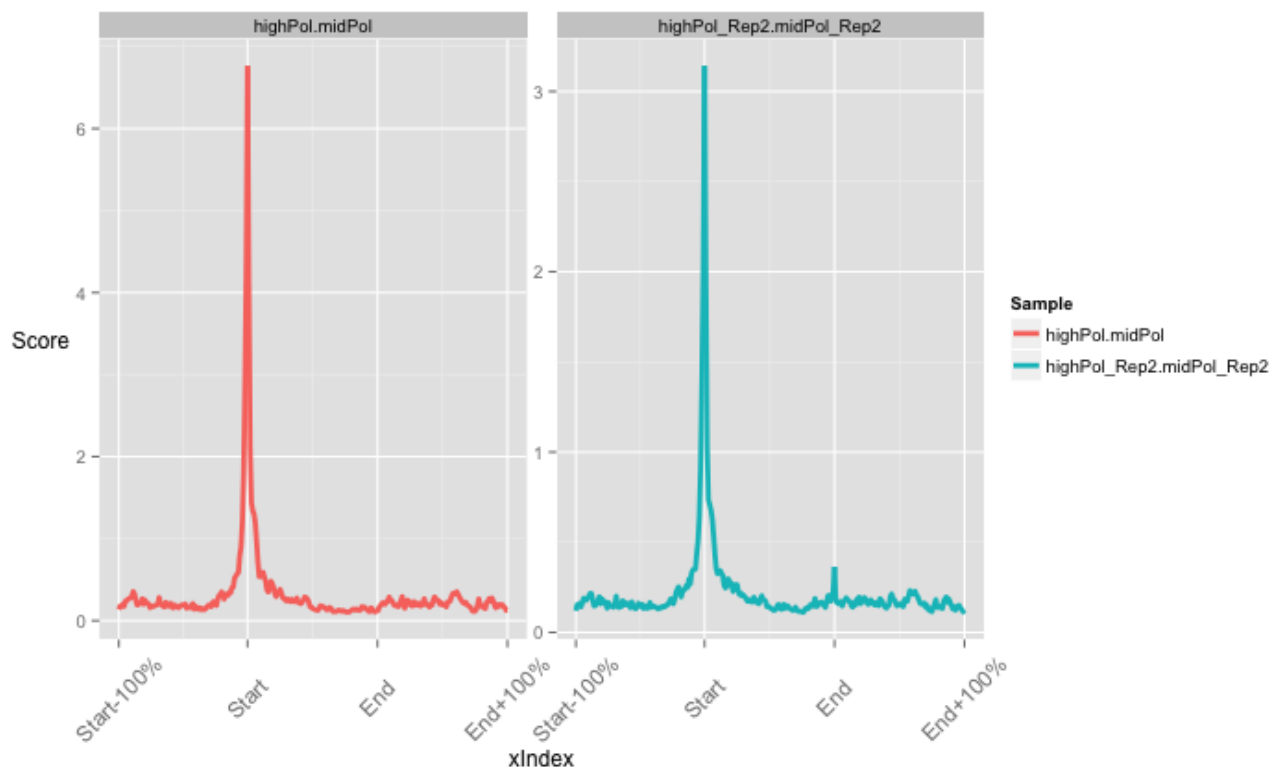 highPol.midPol
highPol_Rep2.midPol_Rep2
6
4
2
0
3
2
1
0
Score
Start-100%
Start
End
End+100%
Start-100%
Start
End
End+100%
xIndex
Sample
highPol.midPol
highPol_Rep2.midPol_Rep2